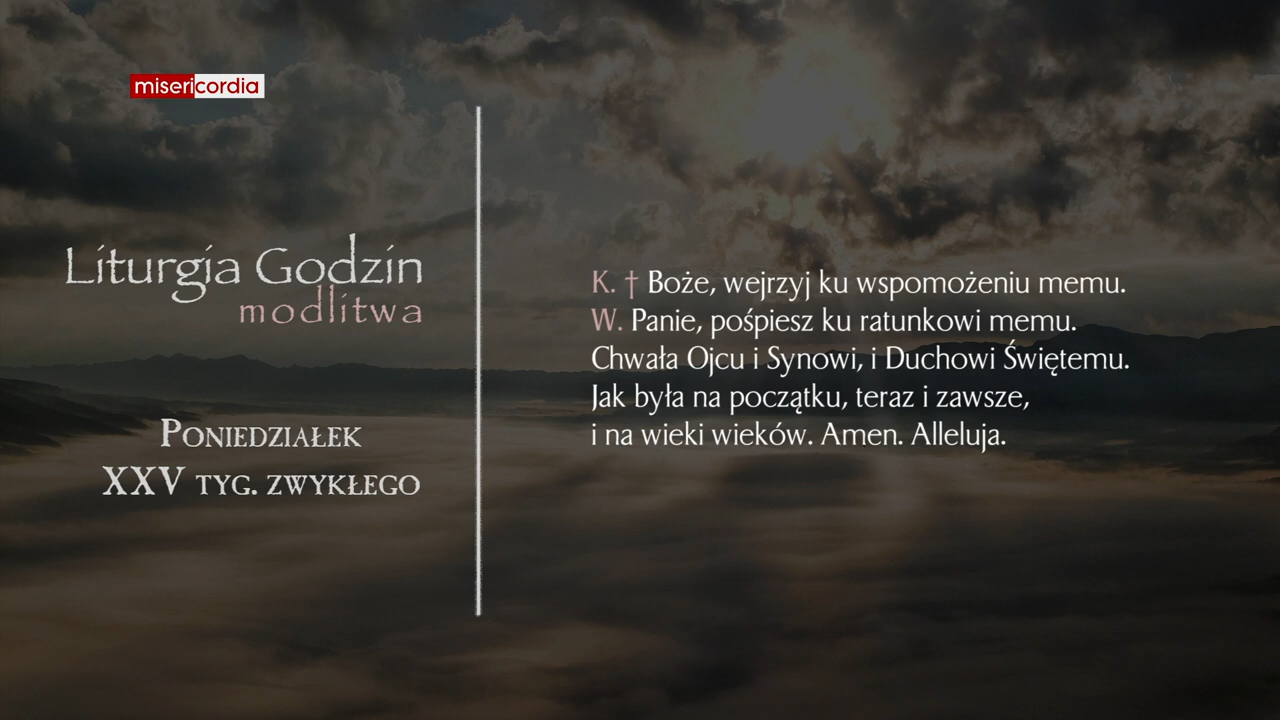 misericordia
Liturgia Godzin
modlitwa
Poniedziałek
XXV tyg. zwykłego
K. † Boże, wejrzyj ku wspomożeniu memu.
W. Panie, pośpiesz ku ratunkowi memu.
Chwała Ojcu i Synowi, i Duchowi Świętemu.
Jak była na początku, teraz i zawsze,
i na wieki wieków. Amen. Alleluja.